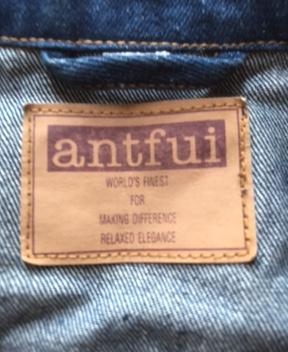 antfui
WORLD'S FINEST
FOR
MAKING DIFFERENCE
RELAXED ELEGANCE